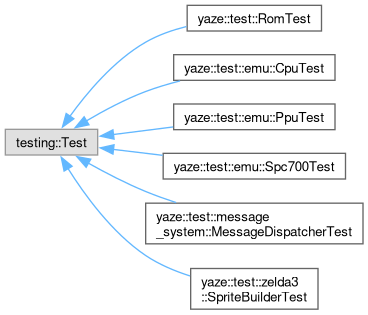 yaze::test::RomTest
yaze::test::emu::CpuTest
yaze::test::emu::PpuTest
testing::Test
yaze::test::emu::Spc700Test
yaze::test::message
_system::MessageDispatcherTest
yaze::test::zelda3
::SpriteBuilderTest